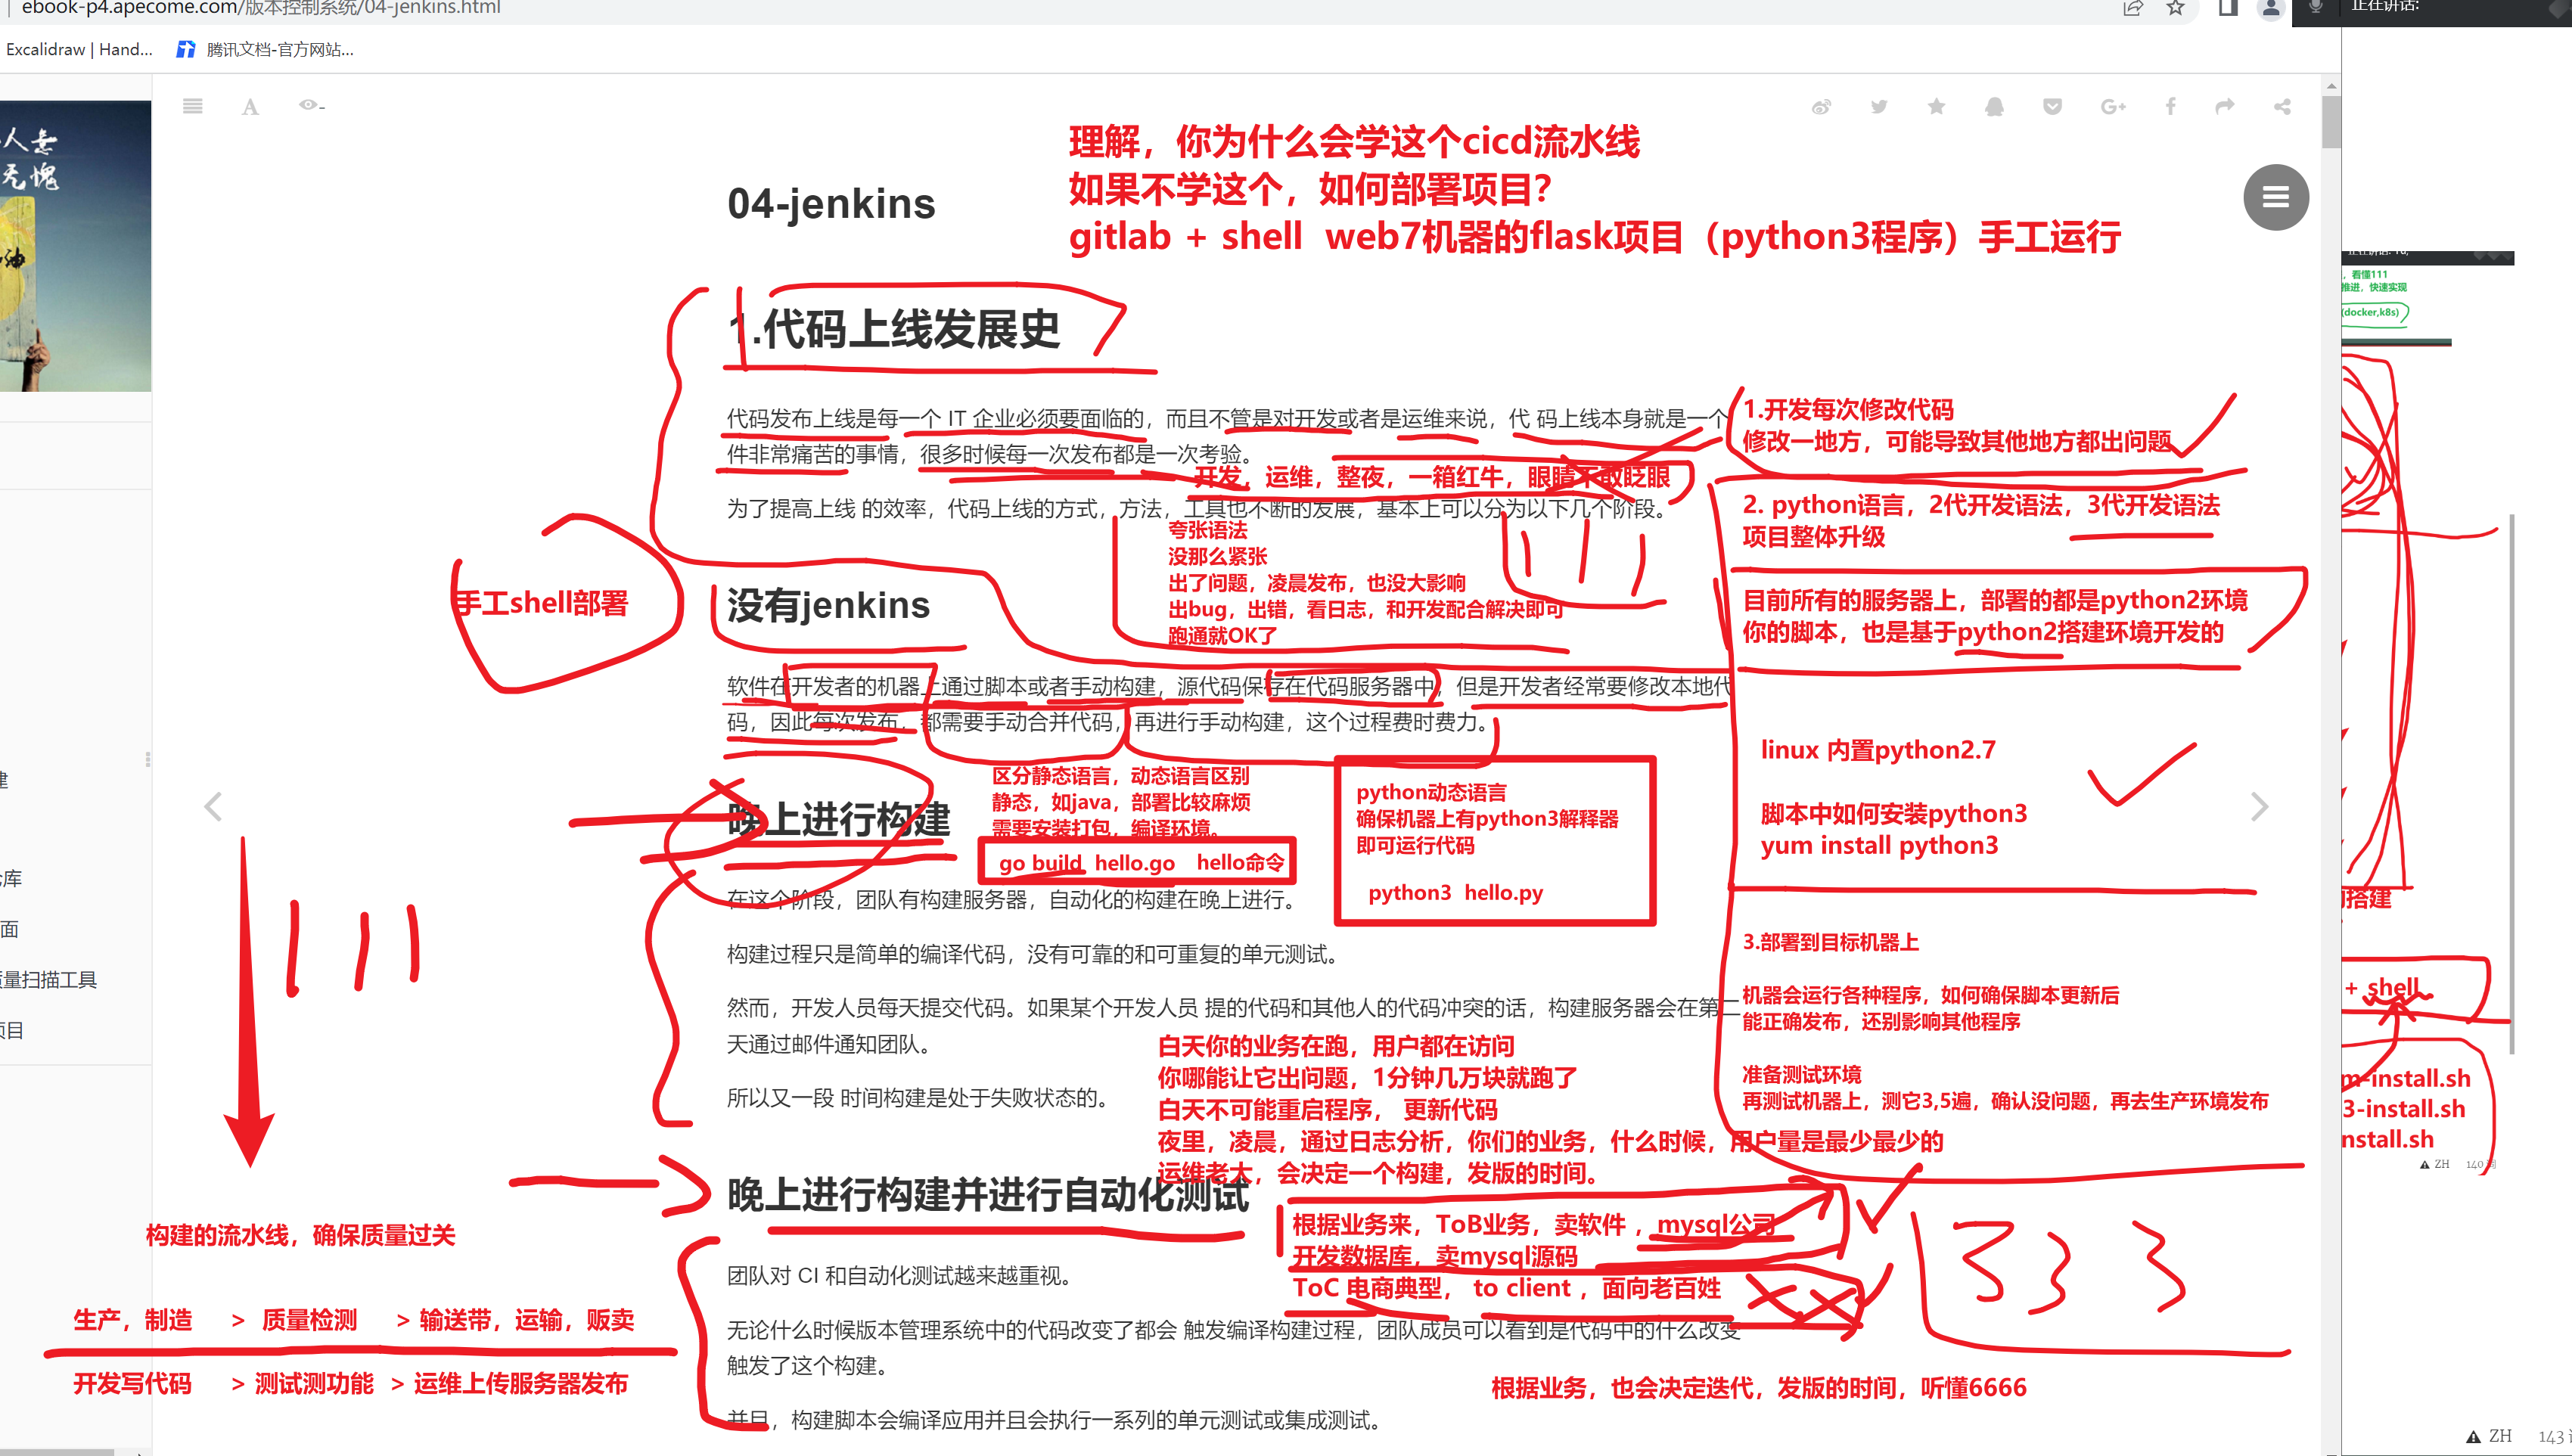 ebook-p4.apecome.com/版本控制系统/04-jenkins.html
正在讲话:
Excalidraw | Hand...
腾讯文档-官方网站...
理解，你为什么会学这个cicd流水线
如果不学这个，如何部署项目？
gitlab + shell  web7机器的flask项目（python3程序）手工运行
04-jenkins
1.代码上线发展史
代码发布上线是每一个 IT 企业必须要面临的，而且不管是对开发或者是运维来说，代 码上线本身就是一个
件非常痛苦的事情，很多时候每一次发布都是一次考验。
开发，运维，整夜，一箱红牛，眼睛不敢眨眼
为了提高上线 的效率，代码上线的方式，方法，工具也不断的发展，基本上可以分为以下几个阶段。
夸张语法
没那么紧张
出了问题，凌晨发布，也没大影响
出bug，出错，看日志，和开发配合解决即可
跑通就OK了
1.开发每次修改代码
修改一地方，可能导致其他地方都出问题
2. python语言，2代开发语法，3代开发语法
项目整体升级
目前所有的服务器上，部署的都是python2环境
你的脚本，也是基于python2搭建环境开发的
linux 内置python2.7
脚本中如何安装python3
yum install python3
3.部署到目标机器上
机器会运行各种程序，如何确保脚本更新后
能正确发布，还别影响其他程序
准备测试环境
再测试机器上，测它3,5遍，确认没问题，再去生产环境发布
手工shell部署
没有jenkins
软件在开发者的机器上通过脚本或者手动构建，源代码保存在代码服务器中，但是开发者经常要修改本地代
码，因此每次发布，都需要手动合并代码，再进行手动构建，这个过程费时费力。
区分静态语言，动态语言区别
静态，如java，部署比较麻烦
需要安装打包，编译环境。
go build  hello.go    hello命令
python动态语言
确保机器上有python3解释器
即可运行代码
python3  hello.py
晚上进行构建
在这个阶段，团队有构建服务器，自动化的构建在晚上进行。
构建过程只是简单的编译代码，没有可靠的和可重复的单元测试。
然而，开发人员每天提交代码。如果某个开发人员 提的代码和其他人的代码冲突的话，构建服务器会在第二
天通过邮件通知团队。
所以又一段 时间构建是处于失败状态的。
白天你的业务在跑，用户都在访问
你哪能让它出问题，1分钟几万块就跑了
白天不可能重启程序， 更新代码
夜里，凌晨，通过日志分析，你们的业务，什么时候，用户量是最少最少的
运维老大，会决定一个构建，发版的时间。
晚上进行构建并进行自动化测试
根据业务来，ToB业务，卖软件 ，mysql公司
开发数据库，卖mysql源码
ToC 电商典型， to client ，面向老百姓
333
团队对 CI 和自动化测试越来越重视。
无论什么时候版本管理系统中的代码改变了都会 触发编译构建过程，团队成员可以看到是代码中的什么改变
触发了这个构建。
根据业务，也会决定迭代，发版的时间，听懂6666
并且，构建脚本会编译应用并且会执行一系列的单元测试或集成测试。
111
构建的流水线，确保质量过关
生产，制造 > 质量检测 > 输送带，运输，贩卖
开发写代码 > 测试测功能 > 运维上传服务器发布
建
库
面
量扫描工具
项目
人无
无愧
油
看懂111
推进，快速实现
(docker,k8s)
搭建
+ shell
m-install.sh
3-install.sh
nstall.sh
ZH 140
ZH 143